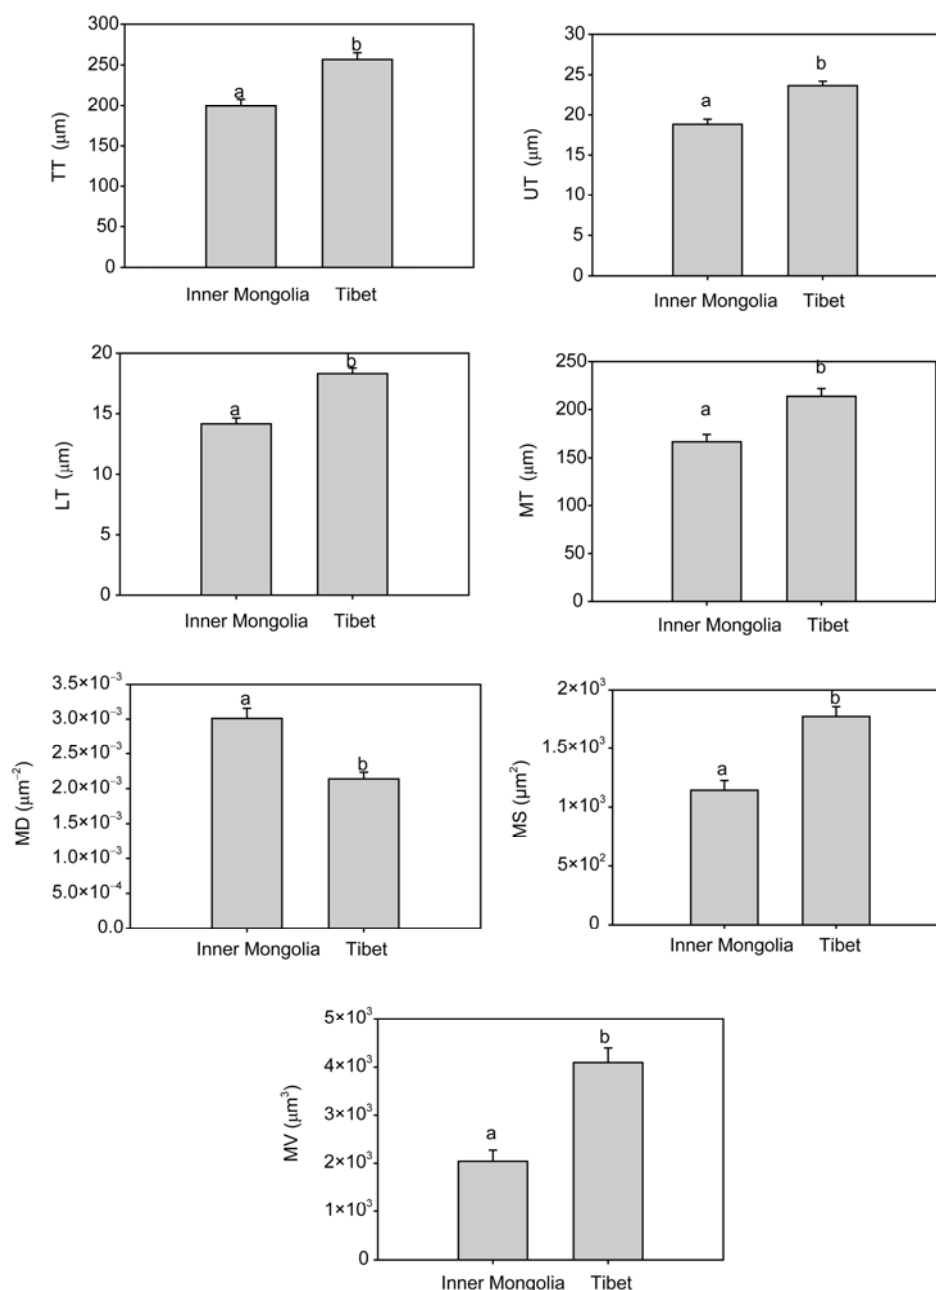 300
250
200
150
100
50
0
TT (μm)
a
b
Inner Mongolia Tibet
30
25
20
15
10
5
0
UT (μm)
a
b
Inner Mongolia Tibet
20
15
10
5
0
LT (μm)
a
b
Inner Mongolia Tibet
250
200
150
100
50
0
MT (μm)
a
b
Inner Mongolia Tibet
3.5×10⁻³
3.0×10⁻³
2.5×10⁻³
2.0×10⁻³
1.5×10⁻³
1.0×10⁻³
5.0×10⁻⁴
0.0
MD (μm⁻²)
a
b
Inner Mongolia Tibet
2×10³
1.5×10³
1×10³
5×10²
0
MS (μm²)
a
b
Inner Mongolia Tibet
5×10³
4×10³
3×10³
2×10³
1×10³
0
MV (μm³)
a
b
Inner Mongolia Tibet